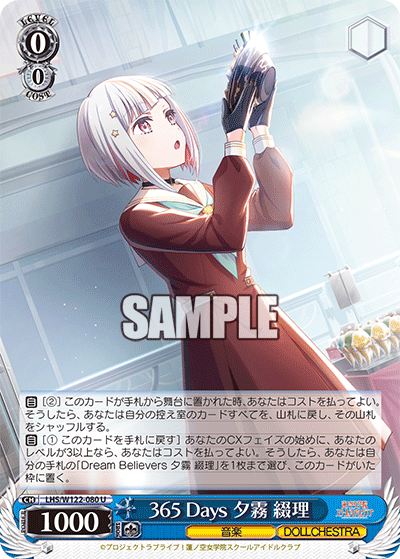 LEVEL
0
0
COST
SAMPLE
自 [②] このカードが手札から舞台に置かれた時、あなたはコストを払ってよい。
そうしたら、あなたは自分の控え室のカードすべてを、山札に戻し、その山札
をシャッフルする。
自 [① このカードを手札に戻す] あなたのCXフェイズの始めに、あなたの
レベルが3以上なら、あなたはコストを払ってよい。そうしたら、あなたは自
分の手札の「Dream Believers 夕霧 綴理」を1枚まで選び、このカードがいた
枠に置く。
CH LHS/W122-080 U
1000
365 Days 夕霧 綴理
音楽
DOLLCHESTRA
©プロジェクトラブライブ！蓮ノ空女学院スクールアイドルクラブ